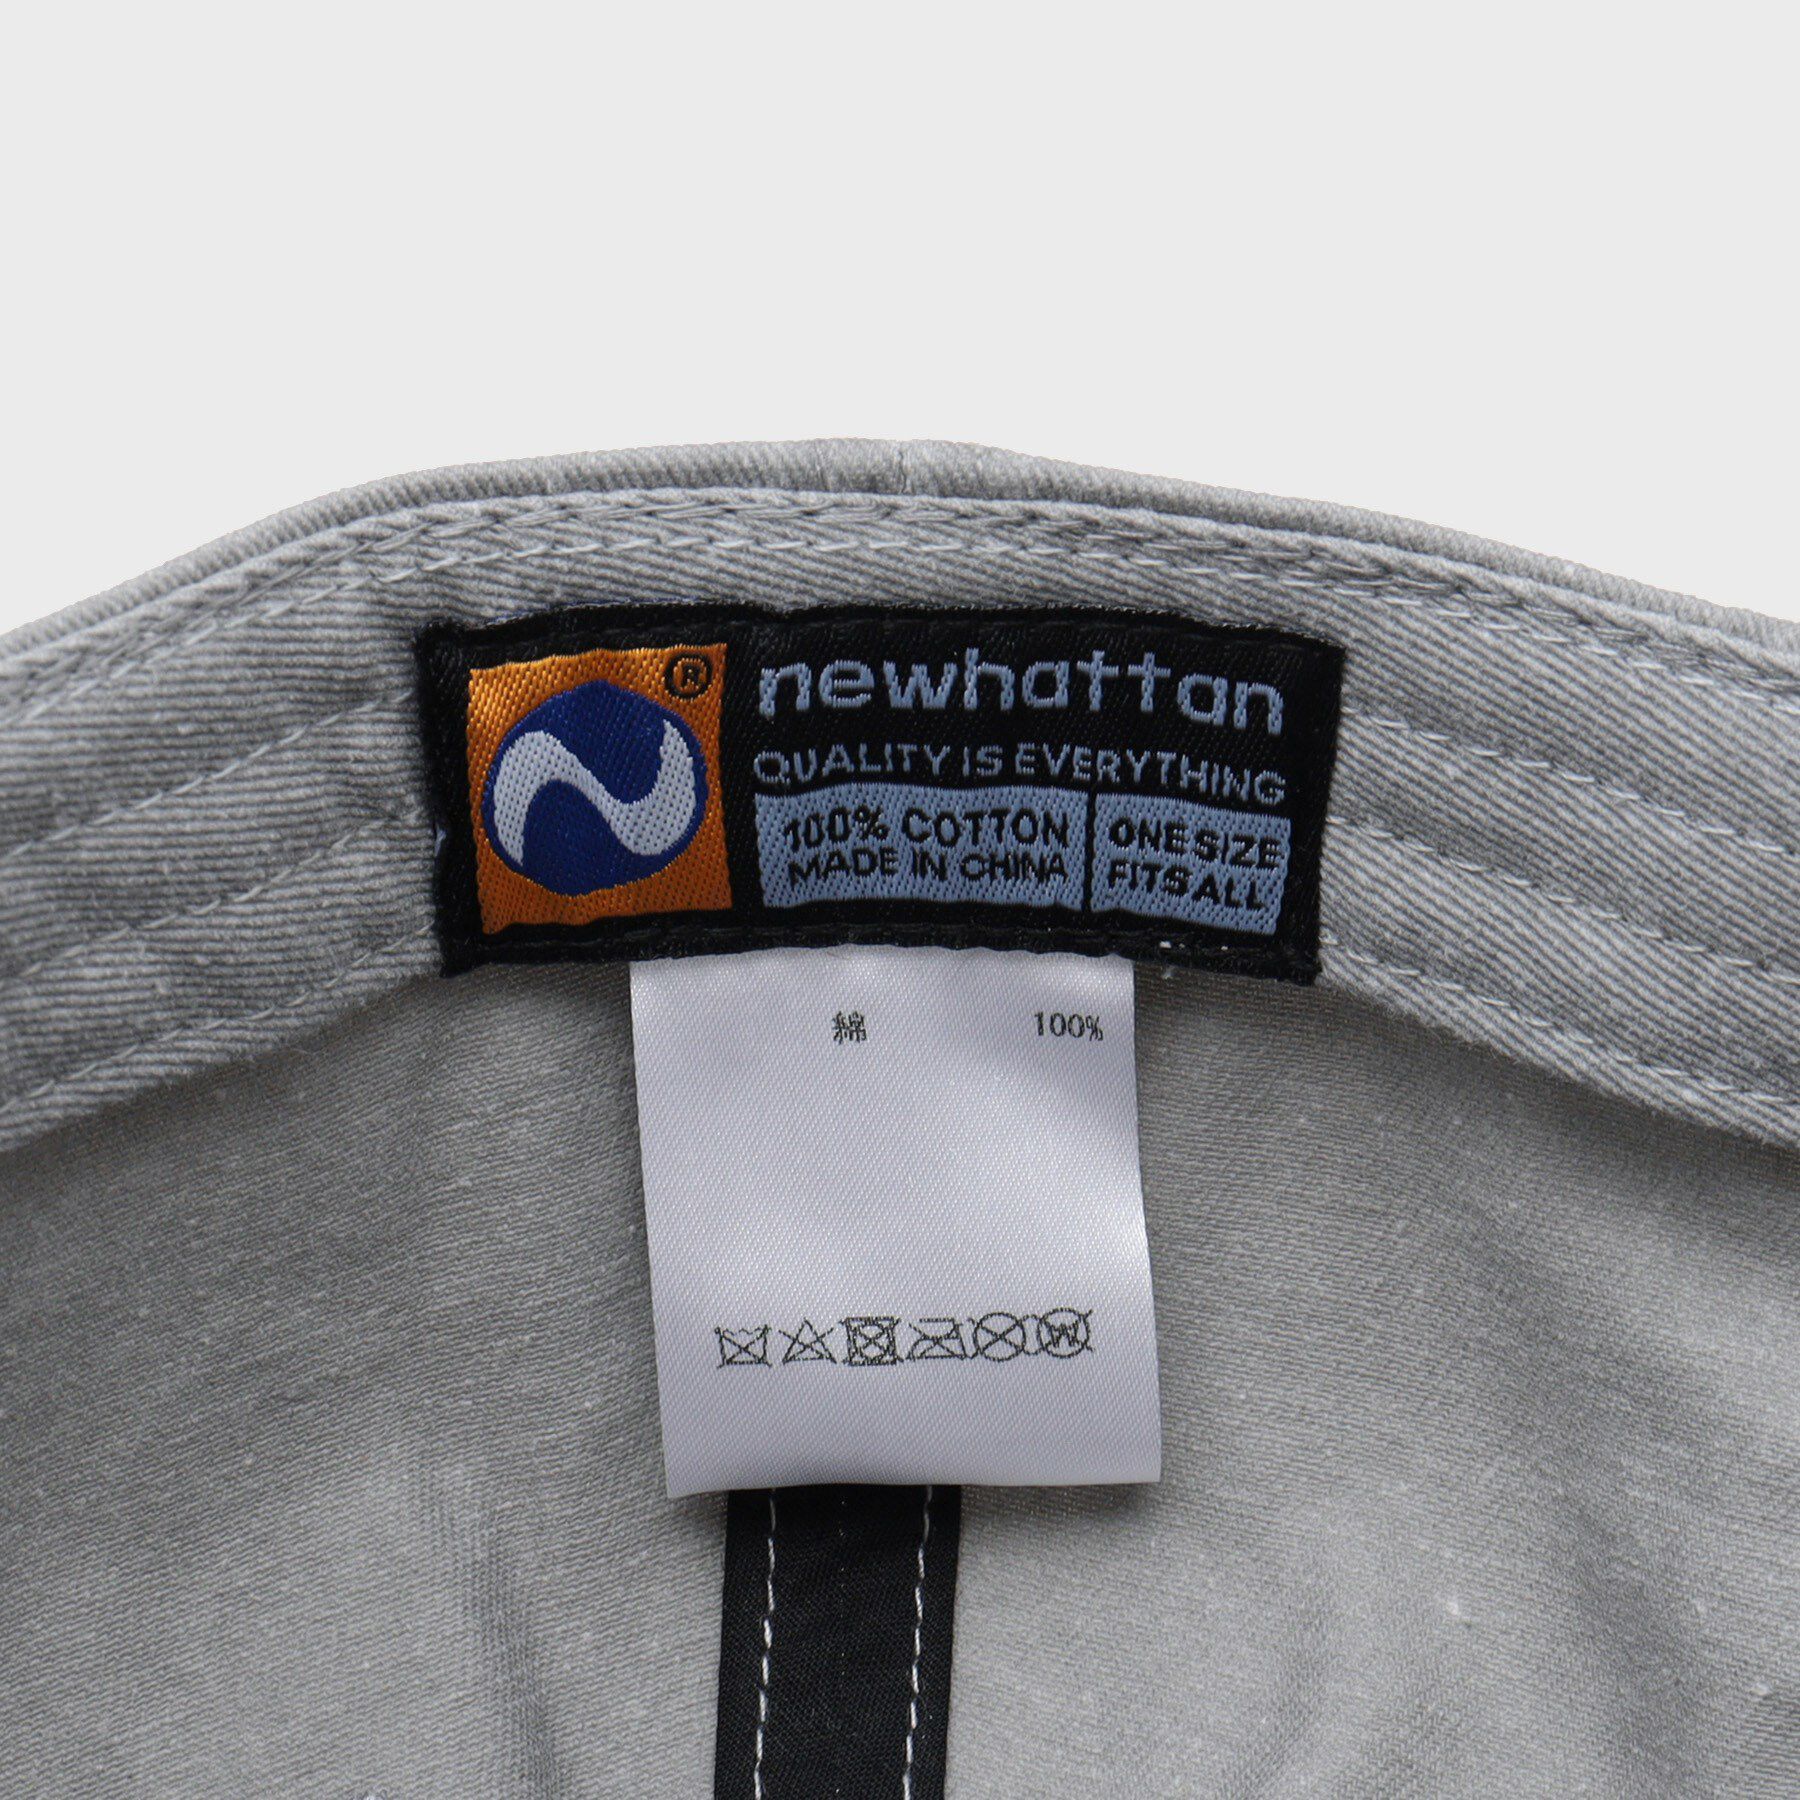 ®
newhattan
QUALITY IS EVERYTHING
100% COTTON
MADE IN CHINA
ONE SIZE
FITS ALL
綿 100%
W